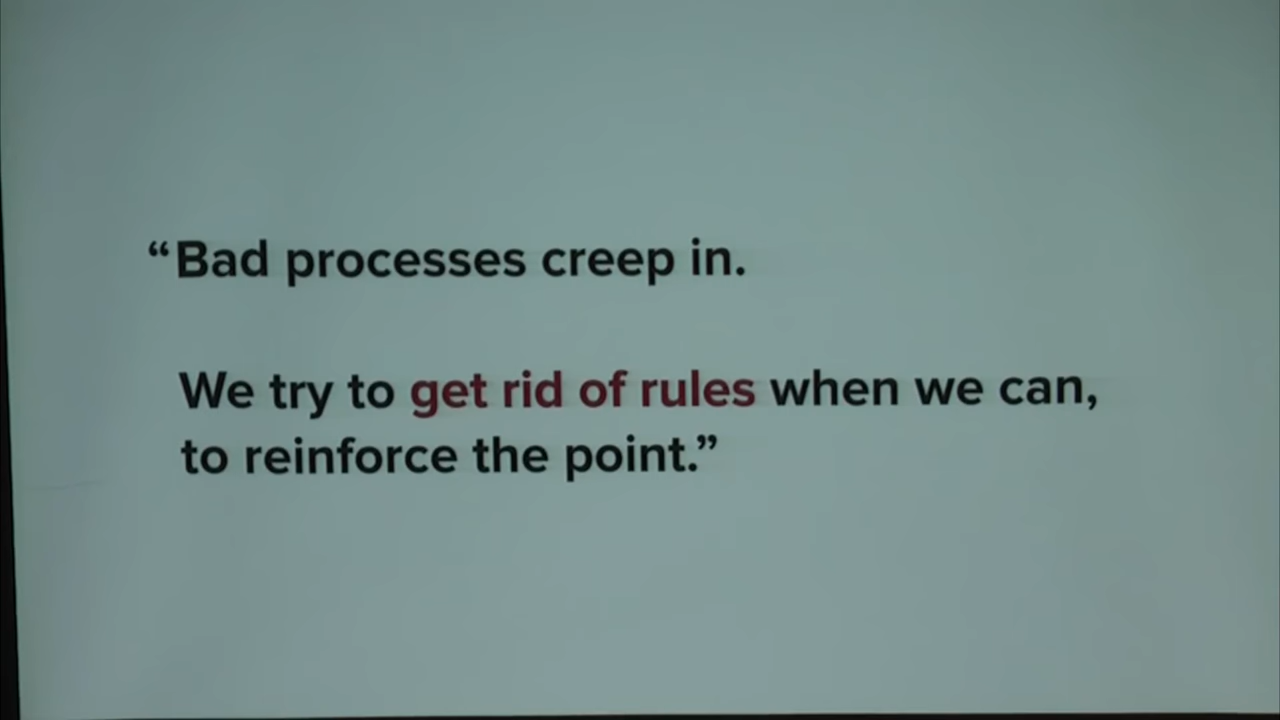 “Bad processes creep in.
We try to get rid of rules when we can,
to reinforce the point.”